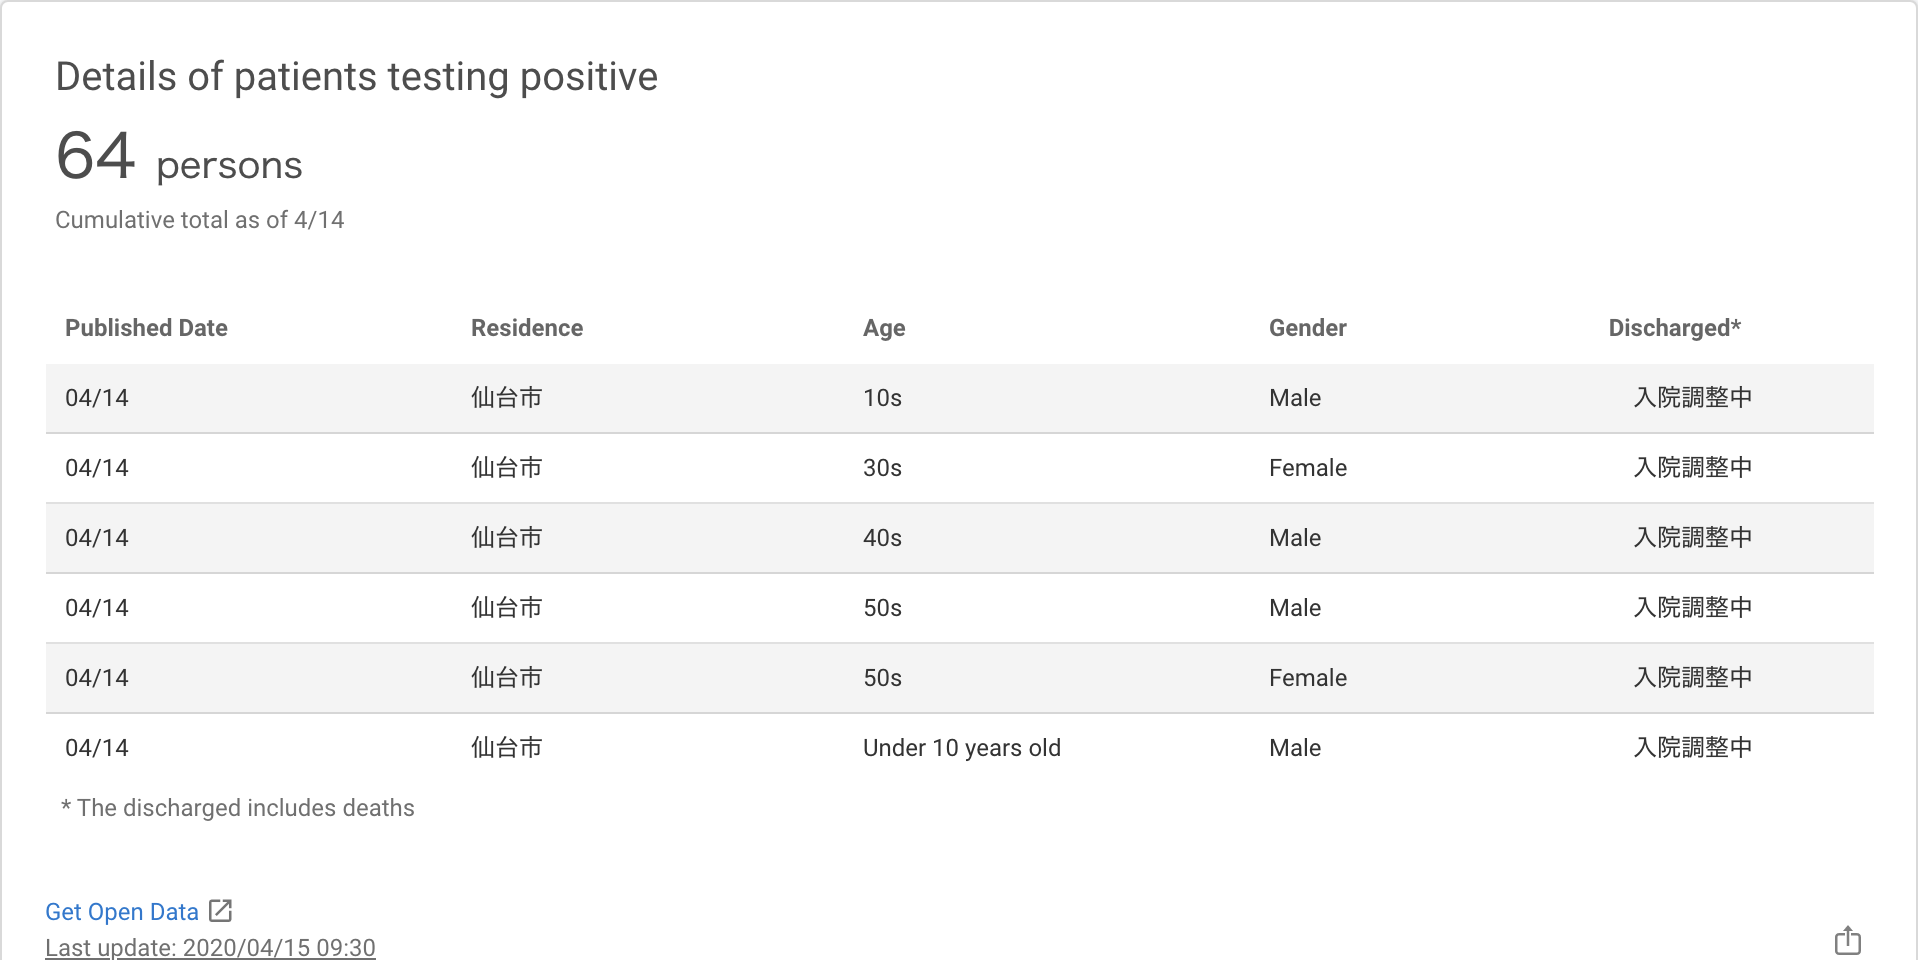 Details of patients testing positive
64 persons
Cumulative total as of 4/14
Published Date Residence Age Gender Discharged*
04/14 仙台市 10s Male 入院調整中
04/14 仙台市 30s Female 入院調整中
04/14 仙台市 40s Male 入院調整中
04/14 仙台市 50s Male 入院調整中
04/14 仙台市 50s Female 入院調整中
04/14 仙台市 Under 10 years old Male 入院調整中
* The discharged includes deaths
Get Open Data
Last update: 2020/04/15 09:30